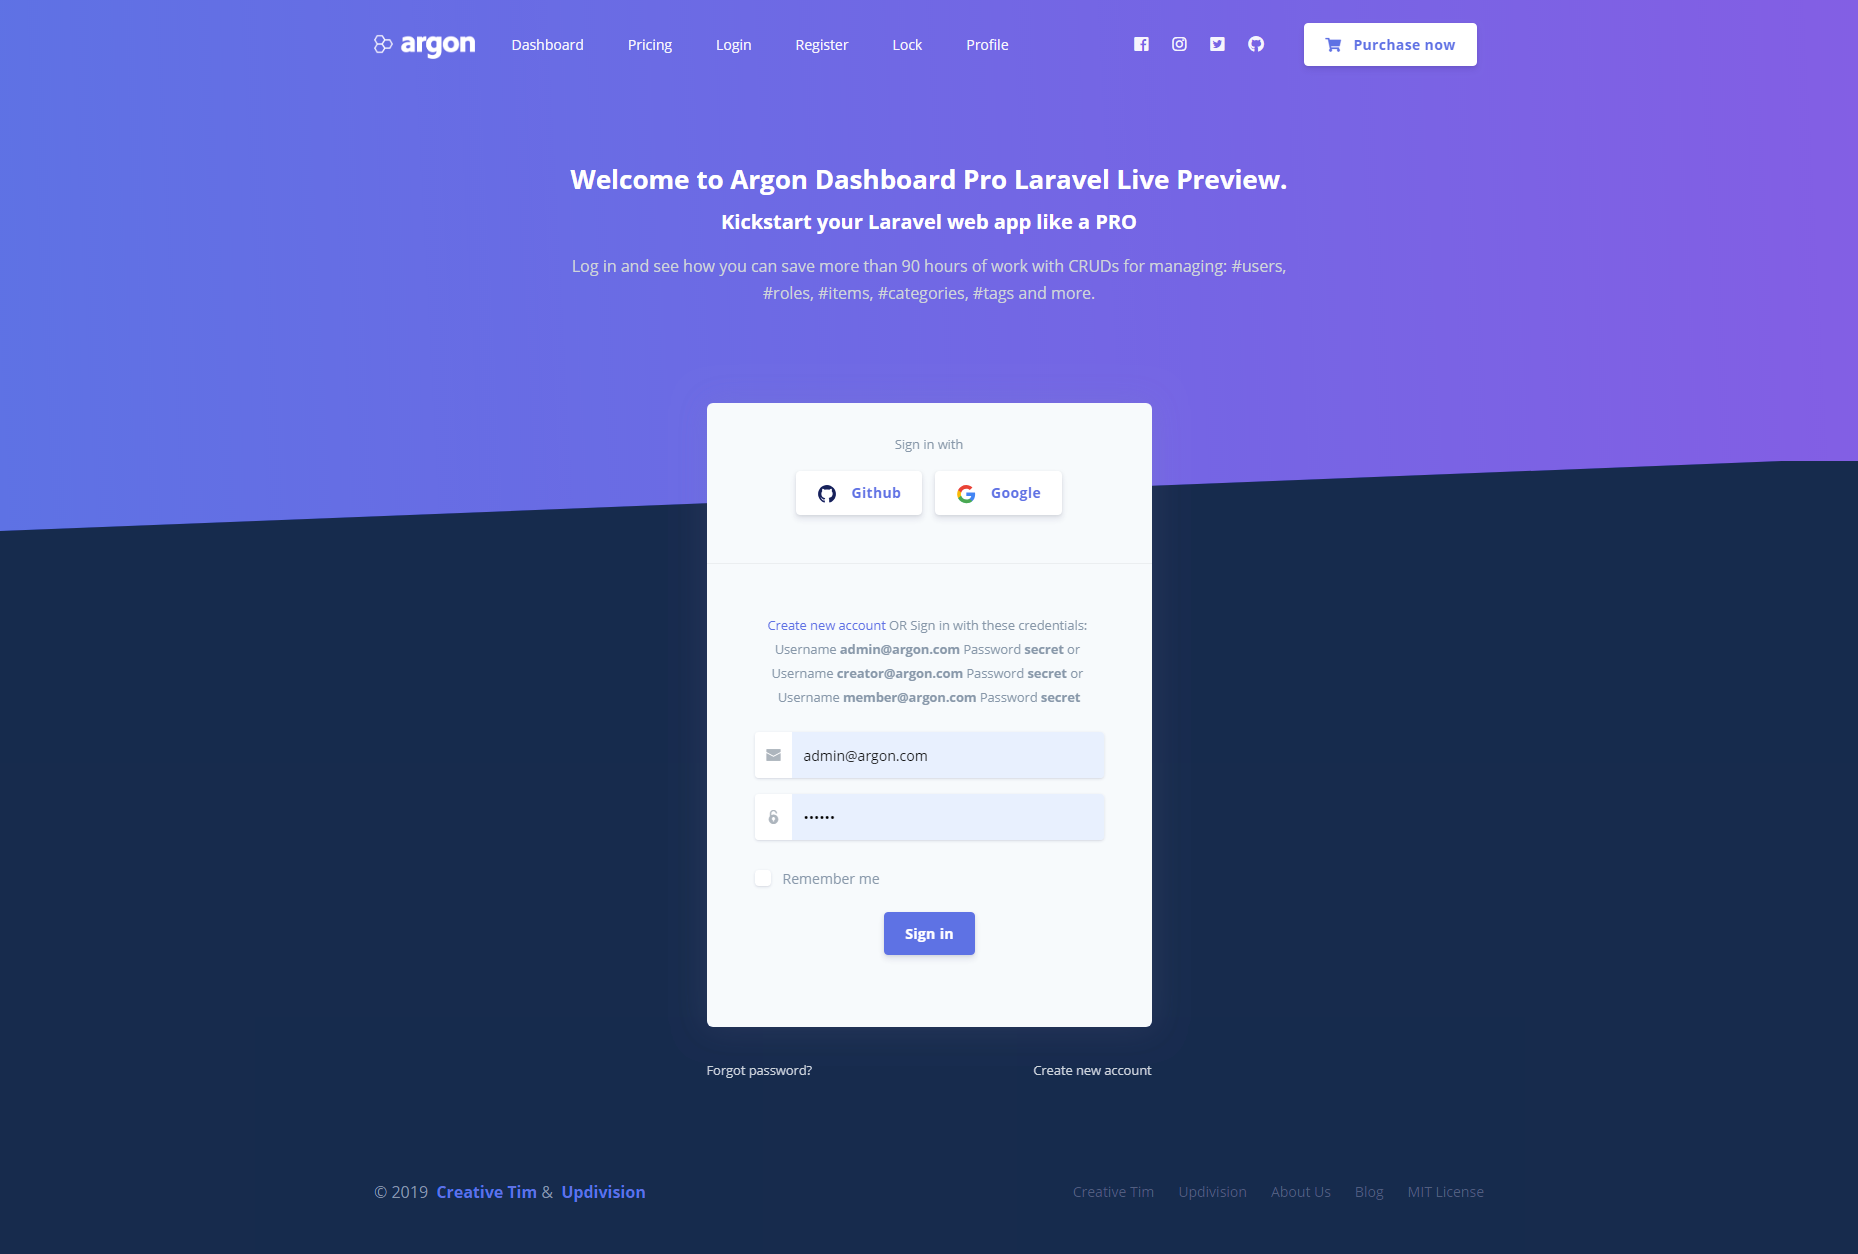 argon Dashboard Pricing Login Register Lock Profile Purchase now
Welcome to Argon Dashboard Pro Laravel Live Preview.
Kickstart your Laravel web app like a PRO
Log in and see how you can save more than 90 hours of work with CRUDs for managing: #users,
#roles, #items, #categories, #tags and more.
Sign in with
Github Google
Create new account OR Sign in with these credentials:
Username admin@argon.com Password secret or
Username creator@argon.com Password secret or
Username member@argon.com Password secret
admin@argon.com
••••••
Remember me
Sign in
Forgot password? Create new account
© 2019 Creative Tim & Updivision Creative Tim Updivision About Us Blog MIT License